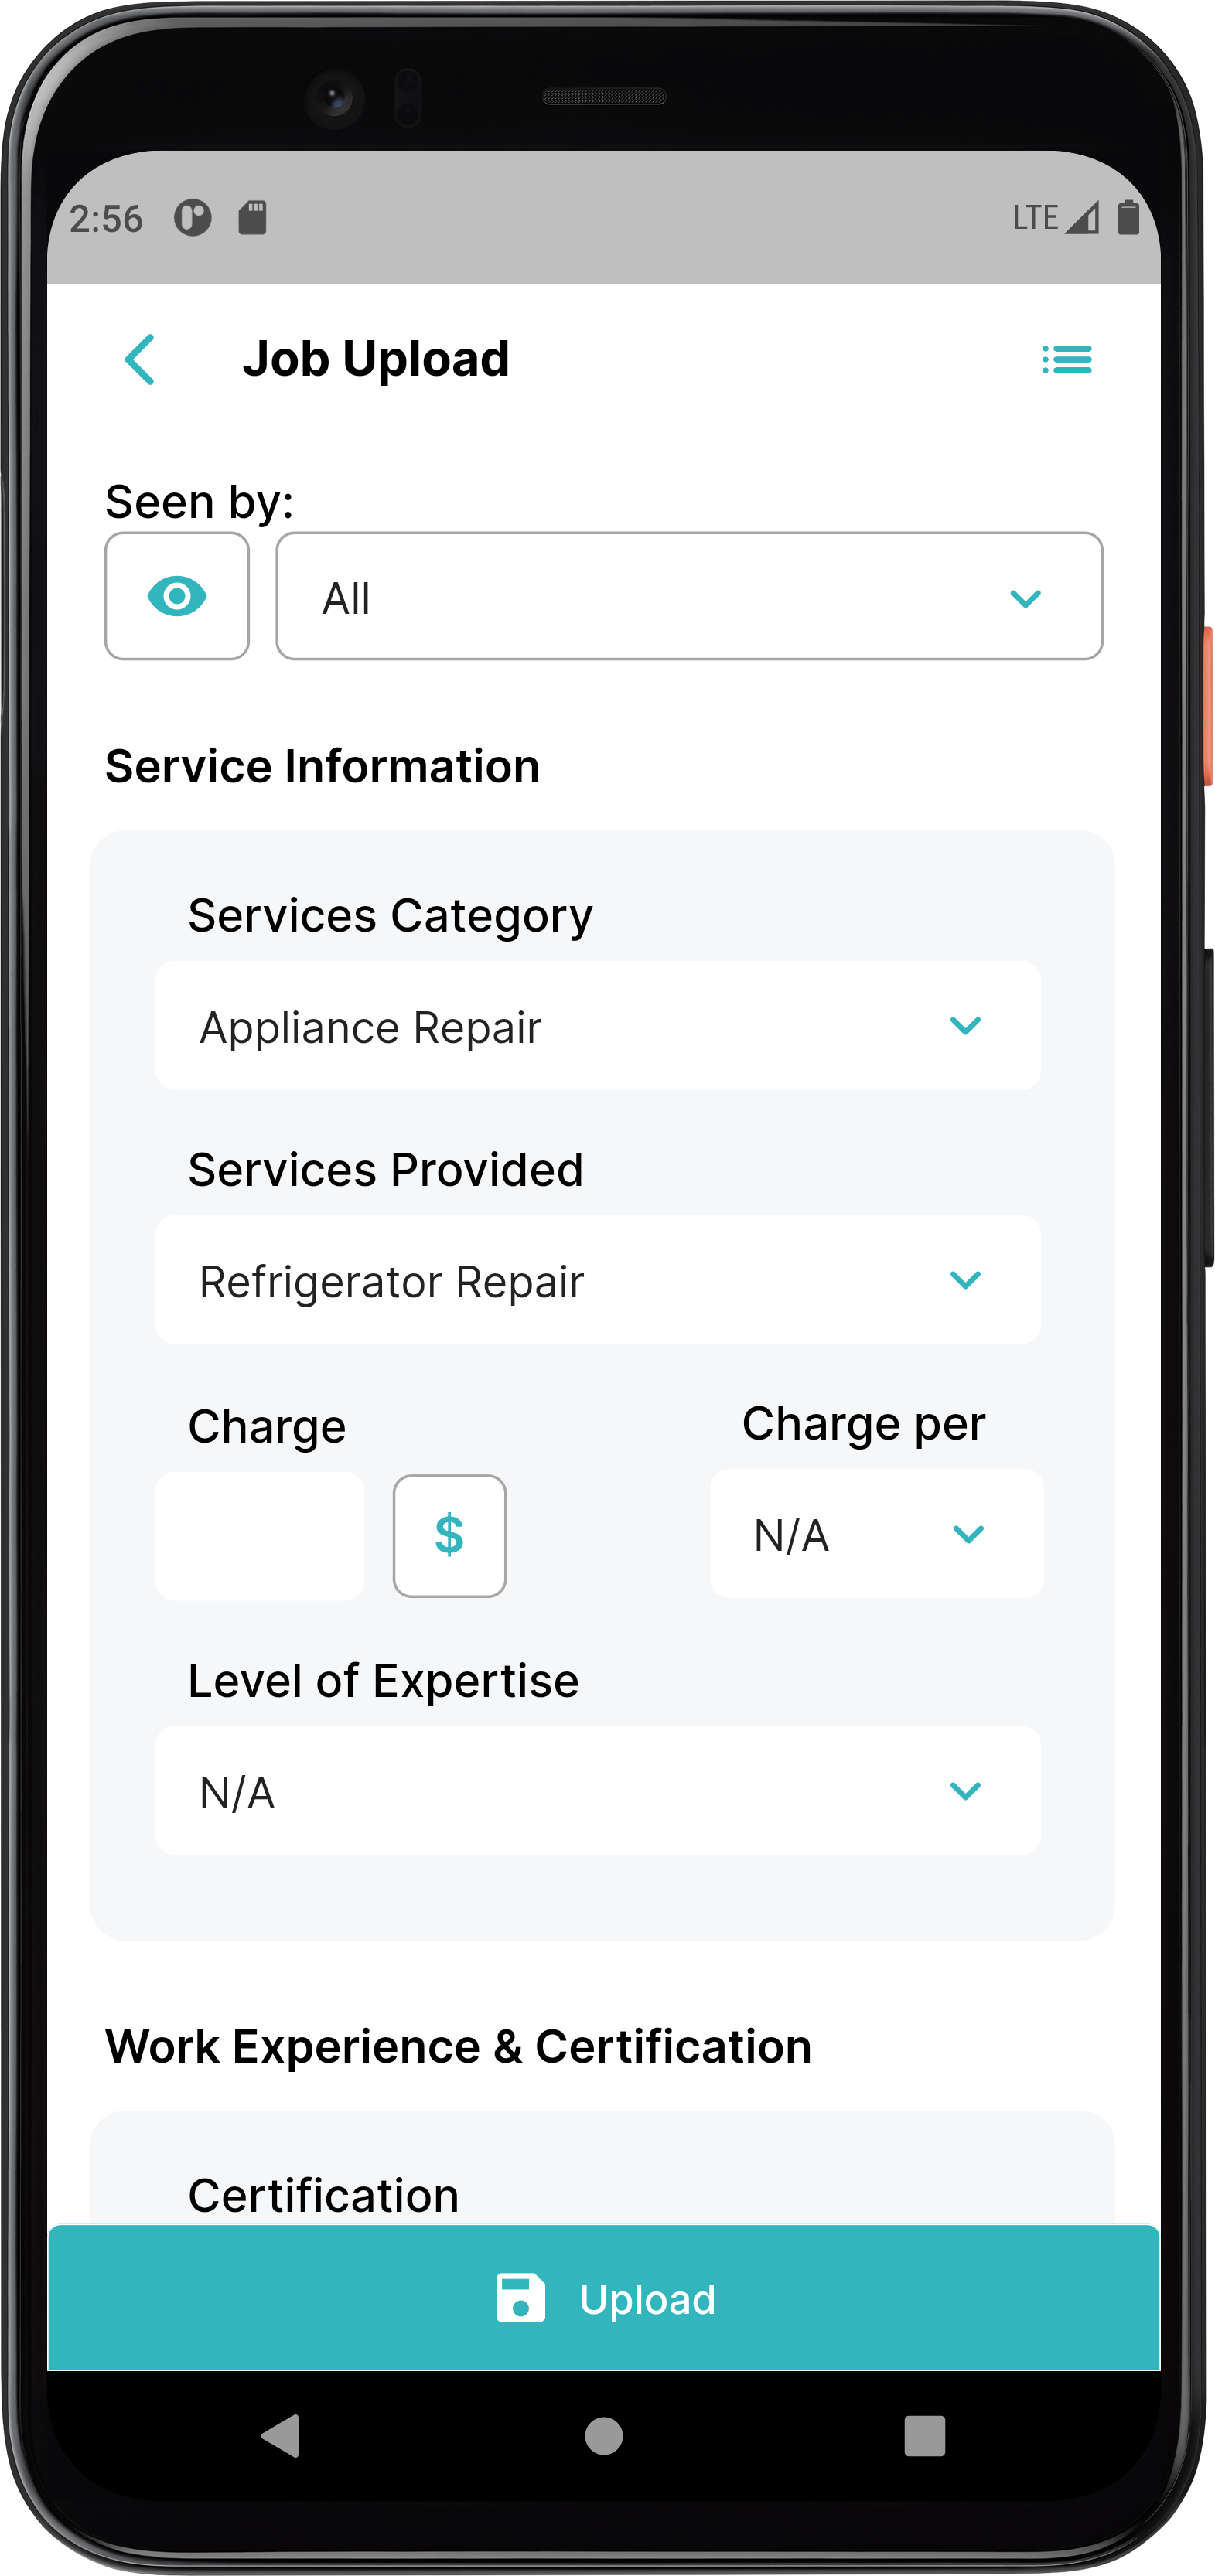 2:56 LTE
Job Upload
Seen by:
All
Service Information
Services Category
Appliance Repair
Services Provided
Refrigerator Repair
Charge Charge per
$ N/A
Level of Expertise
N/A
Work Experience & Certification
Certification
Upload